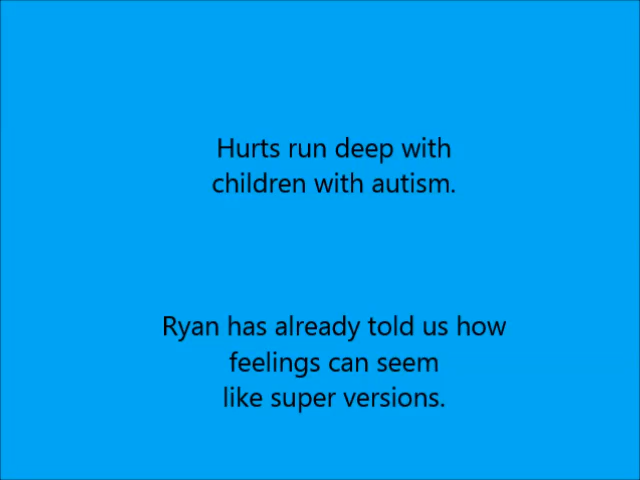 Hurts run deep with
children with autism.
Ryan has already told us how
feelings can seem
like super versions.